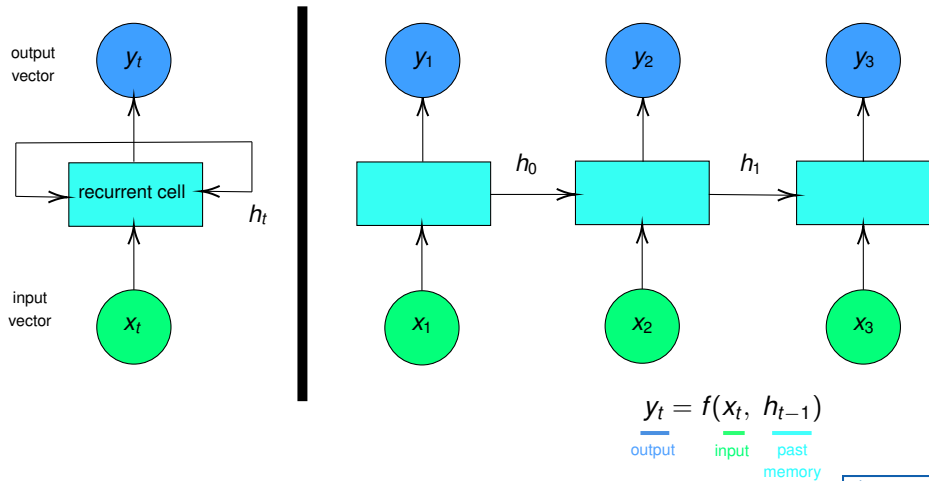 output
vector
y_t
y_1
y_2
y_3
recurrent cell
h_t
h_0
h_1
input
vector
x_t
x_1
x_2
x_3
y_t = f(x_t, h_{t−1})
output
input
past
memory